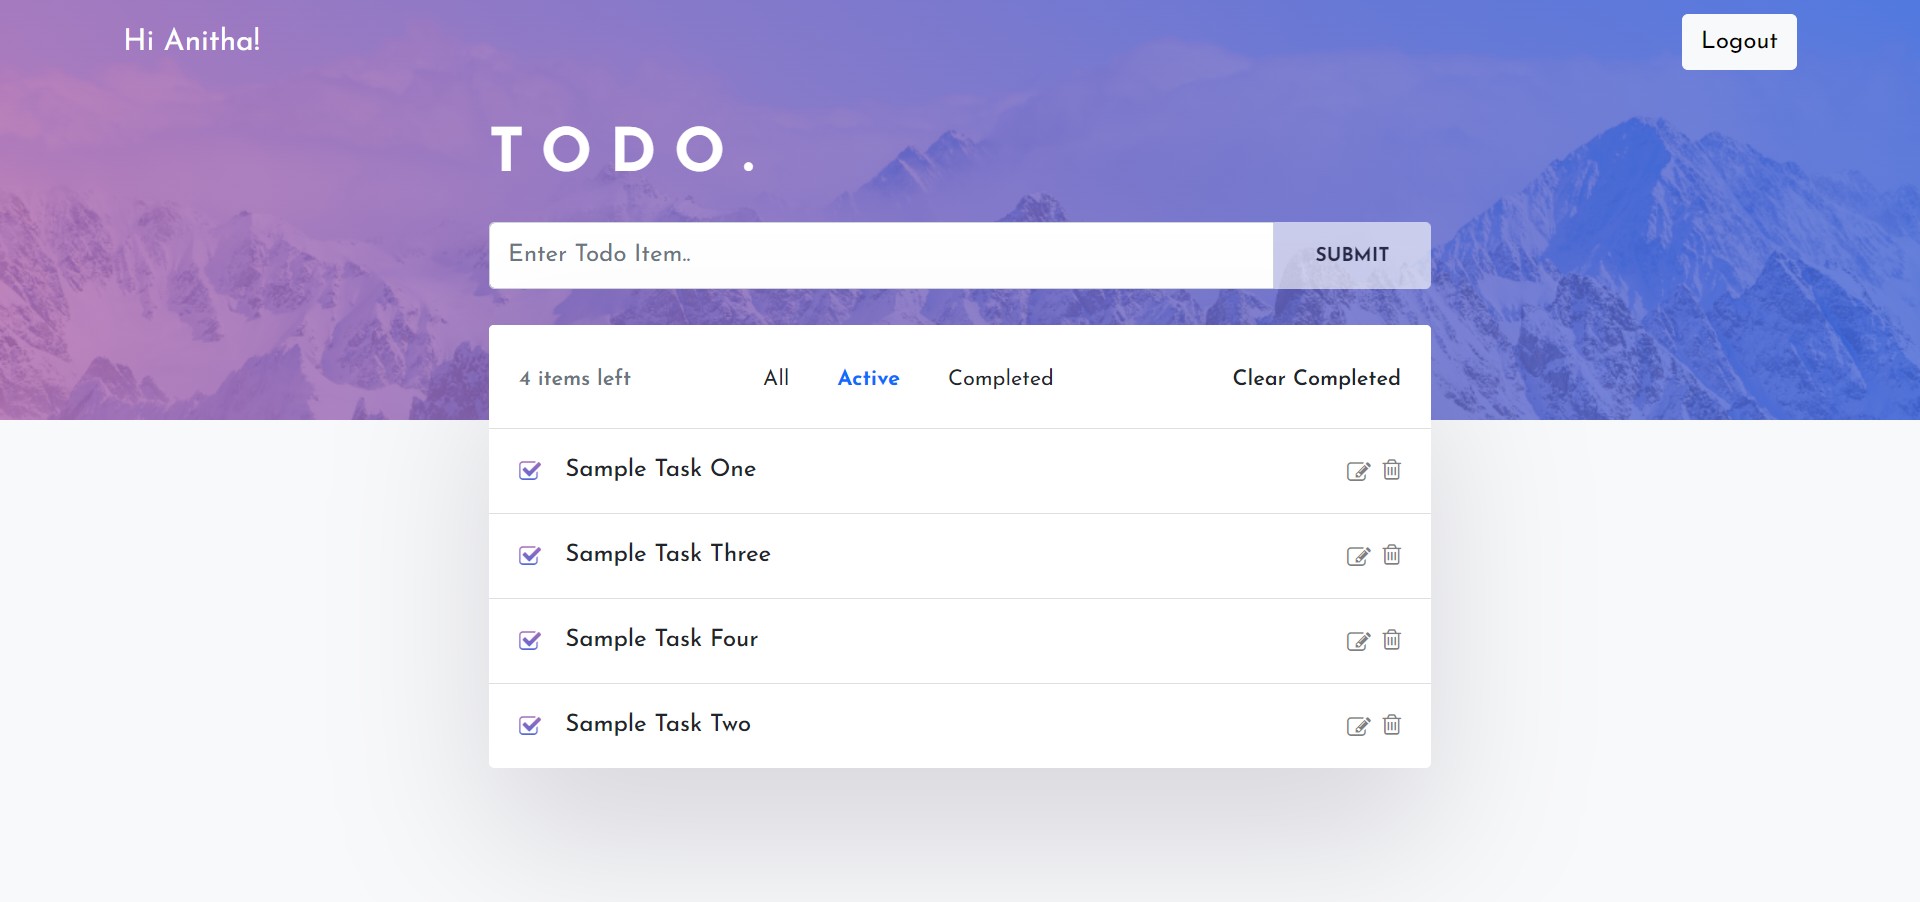 Hi Anitha!
Logout
TODO.
Enter Todo Item..
SUBMIT
4 items left
All
Active
Completed
Clear Completed
Sample Task One
Sample Task Three
Sample Task Four
Sample Task Two